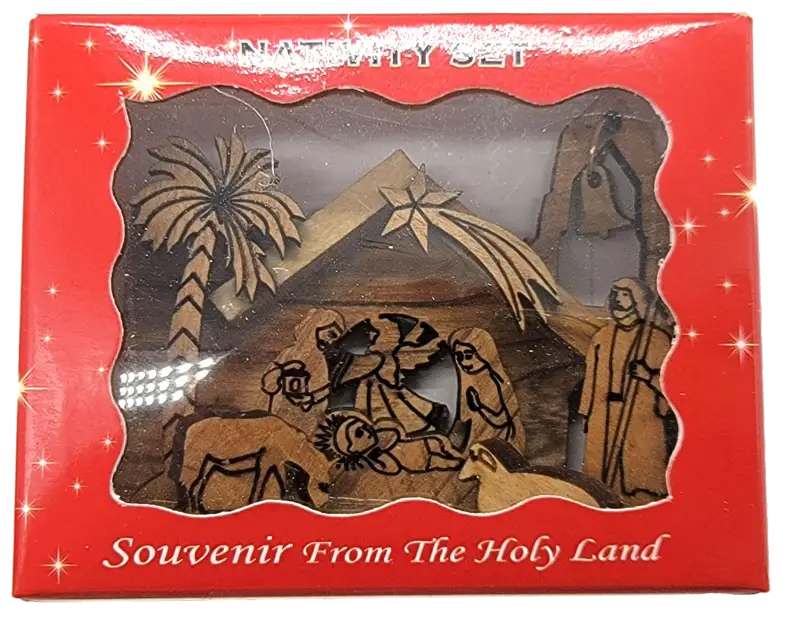 NATIVITY SET
Souvenir From The Holy Land